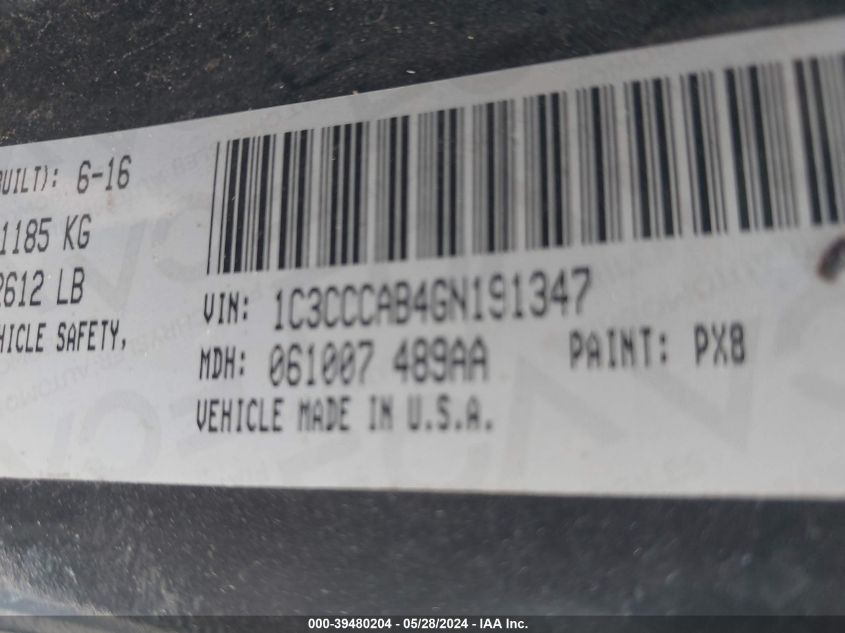 BUILT): 6-16
1185 KG
2612 LB
HICLE SAFETY,
VIN: 1C3CCCAB4GN191347
MDH: 061007 489AA PAINT: PX8
VEHICLE MADE IN U.S.A.
000-39480204 - 05/28/2024 - IAA Inc.